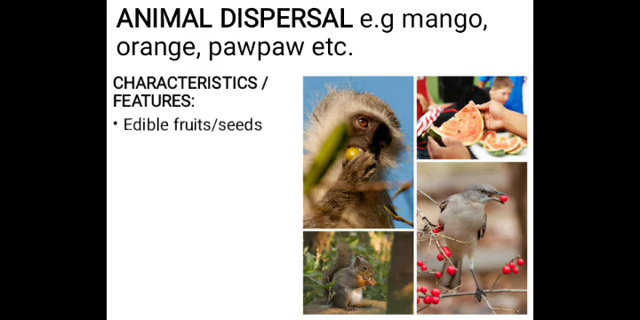 ANIMAL DISPERSAL e.g mango,
orange, pawpaw etc.
CHARACTERISTICS /
FEATURES:
• Edible fruits/seeds